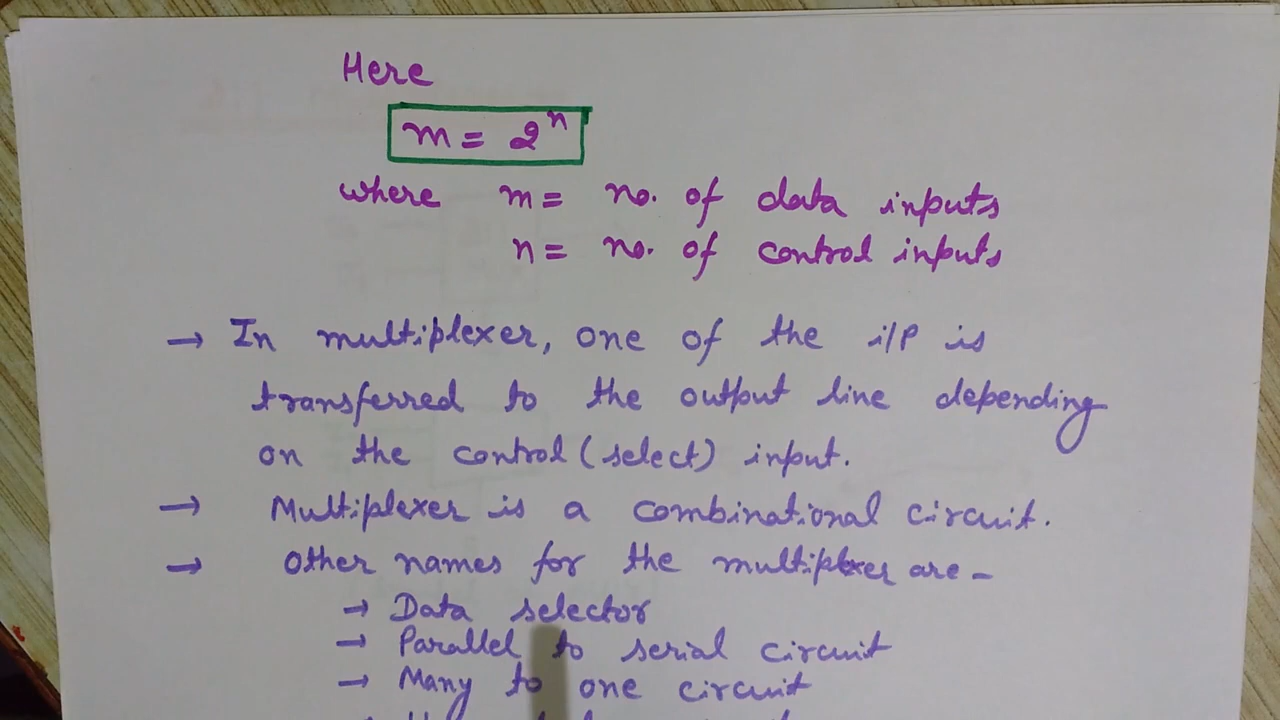 Here
m = 2^n
where m = no. of data inputs
n = no. of control inputs
→ In multiplexer, one of the i/P is
transferred to the output line depending
on the control (select) input.
→ Multiplexer is a combinational circuit.
→ Other names for the multiplexer are -
→ Data selector
→ Parallel to serial circuit
→ Many to one circuit